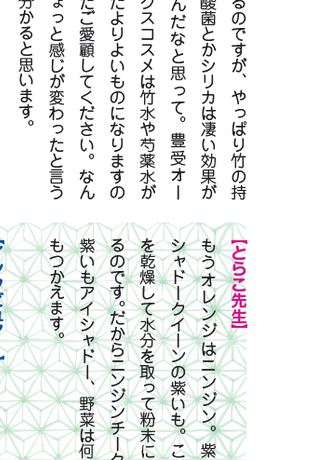 るのですが、やっぱり竹の持
酸菌とかシリカは凄い効果が
んだなと思って。豊受オー
クスコスメは竹水や芍薬水が
たよりよいものになりますの
たご愛顧してください。なん
ょっと感じが変わったと言う
分かると思います。
【とらこ先生】
もうオレンジはニンジン。紫
シャドークイーンの紫いも。こ
を乾燥して水分を取って粉末に
るのです。だからニンジンチーク
紫いもアイシャドー、野菜は何
もつかえます。